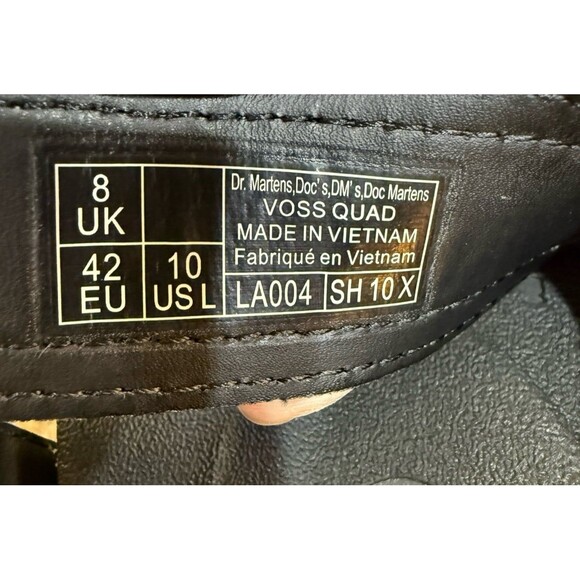 8
UK
42
EU
10
US L
Dr. Martens,Doc's,DM's,Doc Martens
VOSS QUAD
MADE IN VIETNAM
Fabriqué en Vietnam
LA004
SH 10 X